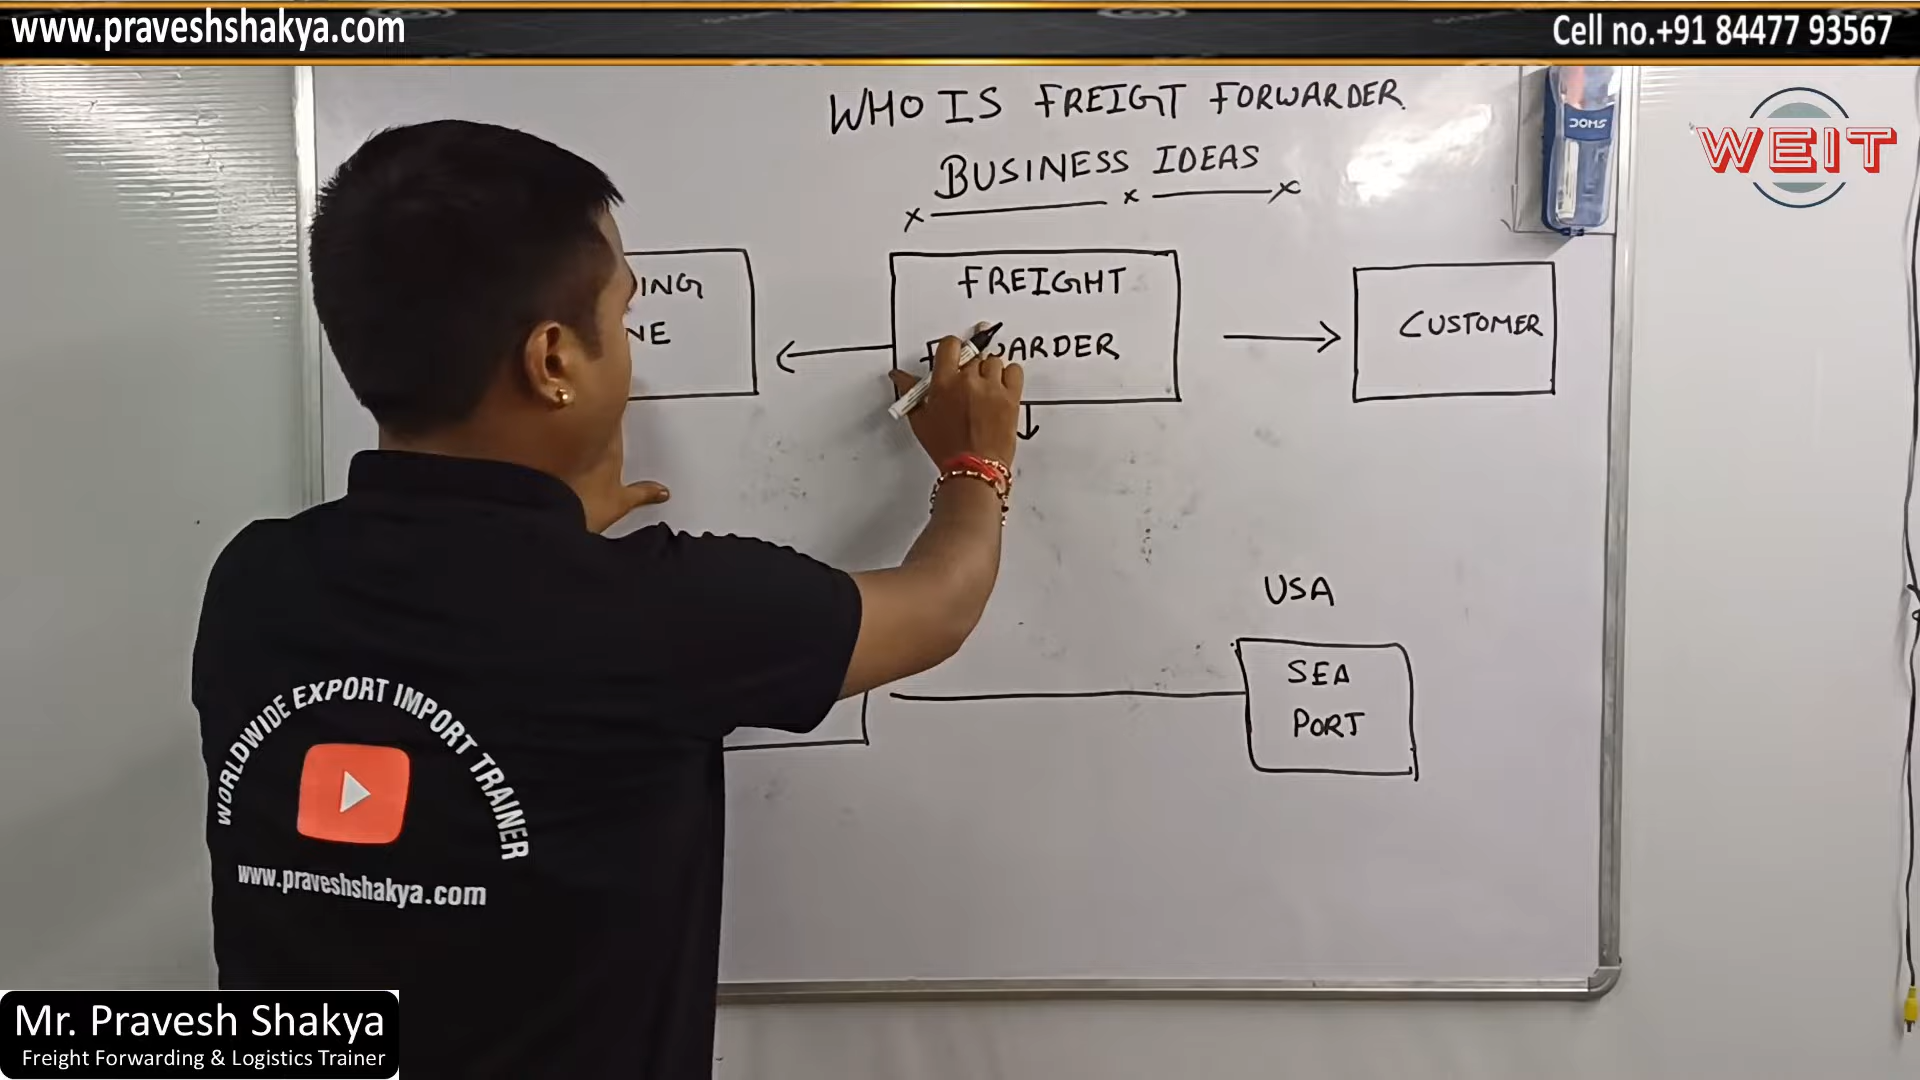 www.praveshshakya.com
Cell no.+91 84477 93567
WHO IS FREIGT FORWARDER
BUSINESS IDEAS
DOMS
WEIT
FREIGHT
WARDER
CUSTOMER
USA
SEA
PORT
WORLDWIDE EXPORT IMPORT TRAINER
www.praveshshakya.com
Mr. Pravesh Shakya
Freight Forwarding & Logistics Trainer